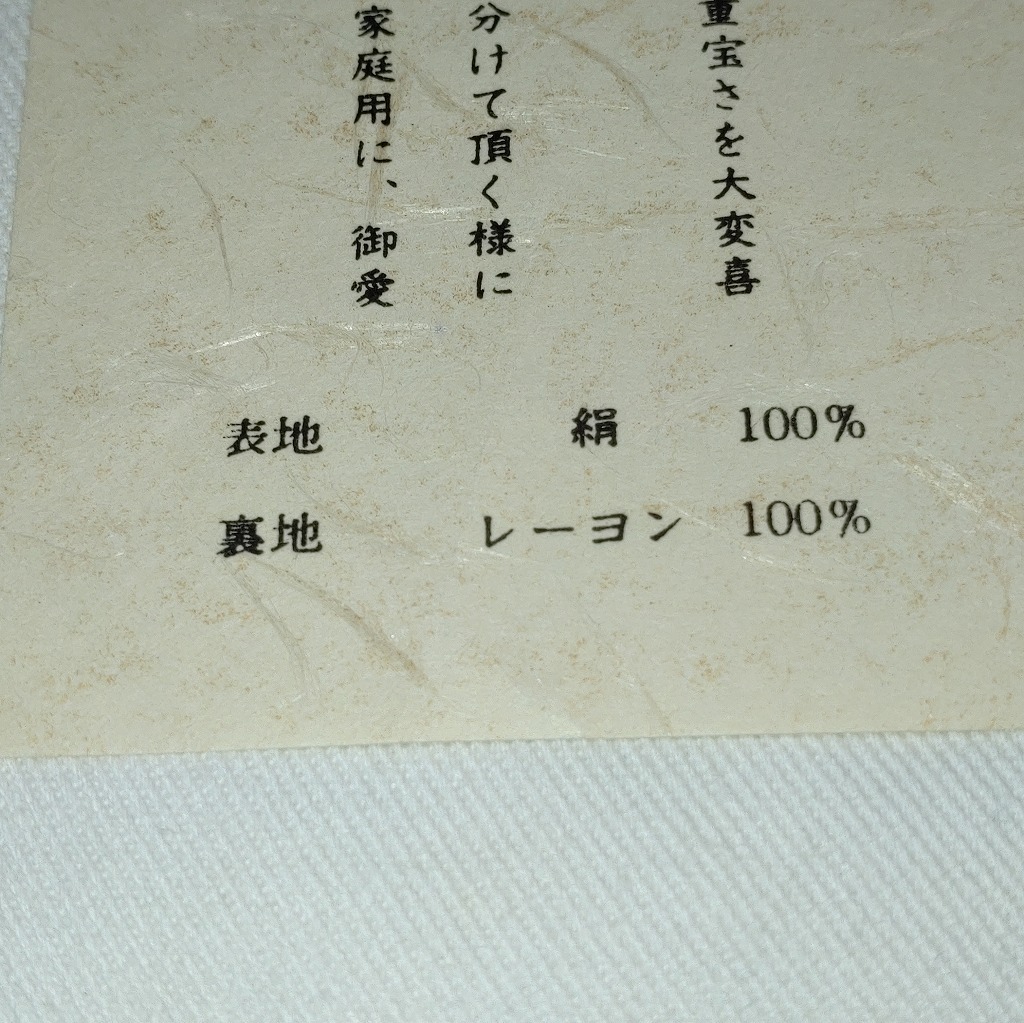 重宝さを大変喜
分けて頂く様に
家庭用に、御愛
表地 絹 100%
裏地 レーヨン 100%